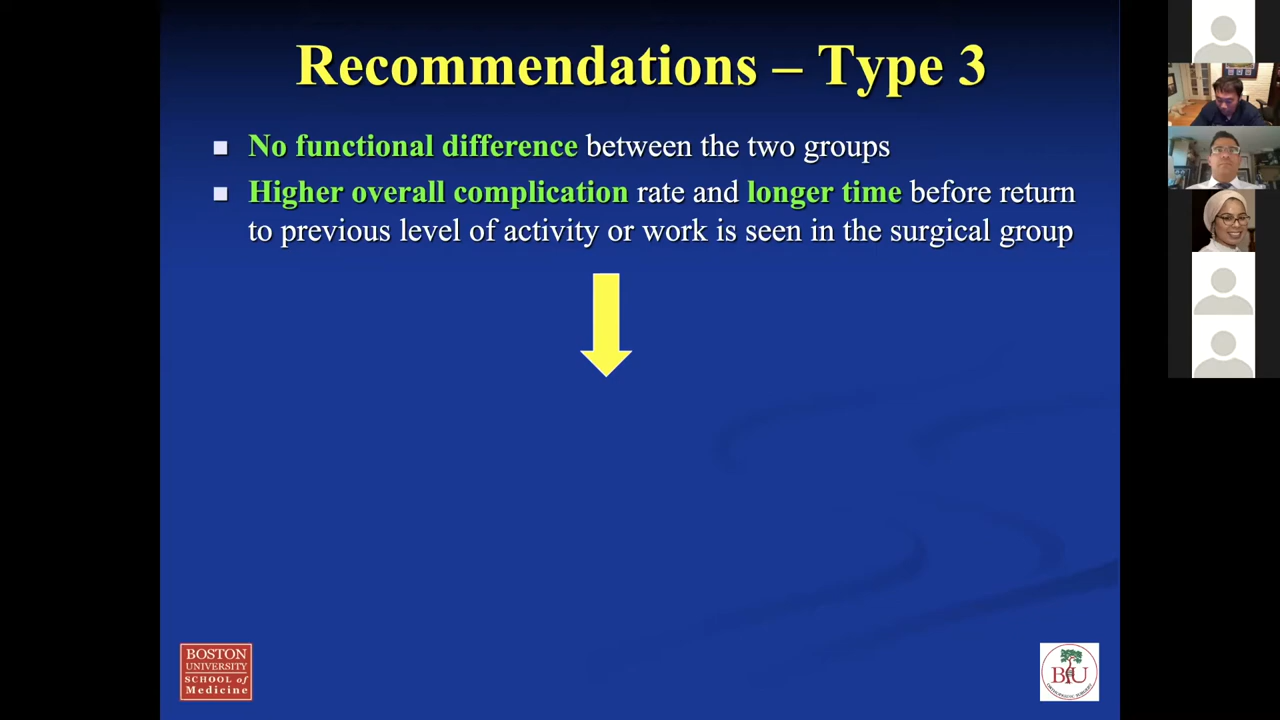 Recommendations – Type 3
No functional difference between the two groups
Higher overall complication rate and longer time before return
to previous level of activity or work is seen in the surgical group
BOSTON
UNIVERSITY
SCHOOL of
Medicine
BU
ORTHOPAEDIC SURGERY